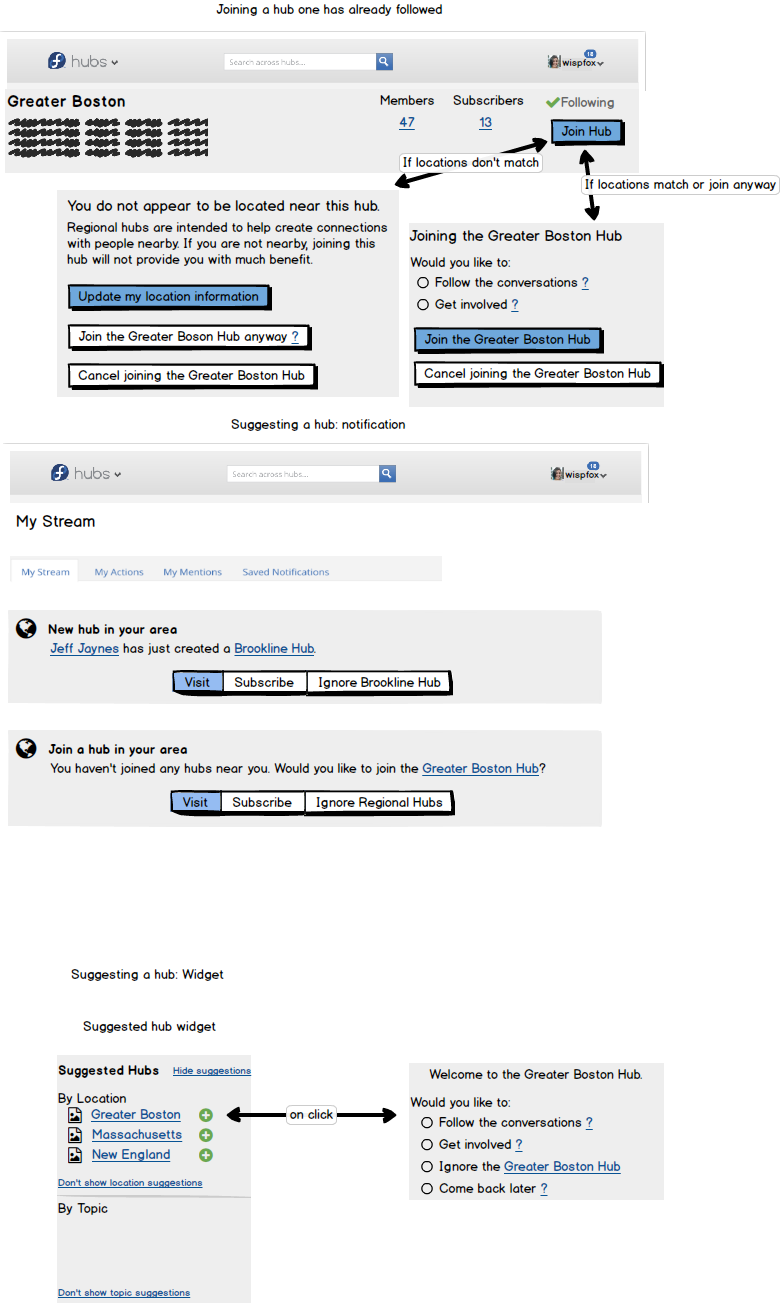 Joining a hub one has already followed
hubs
Search across hubs...
18
wispfox
Greater Boston
Members
Subscribers
Following
47
13
Join Hub
If locations don't match
If locations match or join anyway
You do not appear to be located near this hub.
Regional hubs are intended to help create connections
with people nearby. If you are not nearby, joining this
hub will not provide you with much benefit.
Update my location information
Join the Greater Boson Hub anyway ?
Cancel joining the Greater Boston Hub
Joining the Greater Boston Hub
Would you like to:
Follow the conversations ?
Get involved ?
Join the Greater Boston Hub
Cancel joining the Greater Boston Hub
Suggesting a hub: notification
hubs
Search across hubs...
18
wispfox
My Stream
My Stream
My Actions
My Mentions
Saved Notifications
New hub in your area
Jeff Jaynes has just created a Brookline Hub.
Visit
Subscribe
Ignore Brookline Hub
Join a hub in your area
You haven't joined any hubs near you. Would you like to join the Greater Boston Hub?
Visit
Subscribe
Ignore Regional Hubs
Suggesting a hub: Widget
Suggested hub widget
Suggested Hubs
Hide suggestions
By Location
Greater Boston
Massachusetts
New England
Don't show location suggestions
By Topic
Don't show topic suggestions
on click
Welcome to the Greater Boston Hub.
Would you like to:
Follow the conversations ?
Get involved ?
Ignore the Greater Boston Hub
Come back later ?